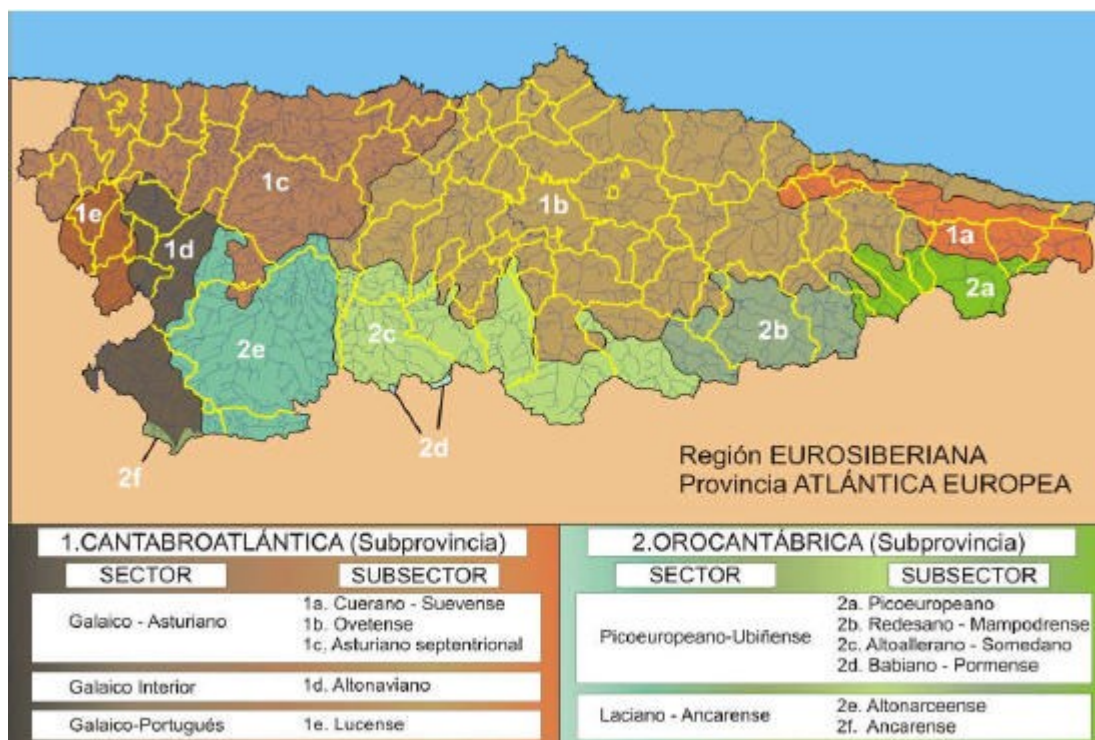 1c
1e
1b
1d
1a
2a
2b
2c
2e
2d
2f
Región EUROSIBERIANA
Provincia ATLÁNTICA EUROPEA
1.CANTABROATLÁNTICA (Subprovincia)
SECTOR
SUBSECTOR
Galaico - Asturiano
1a. Cuerano - Suevense
1b. Ovetense
1c. Asturiano septentrional
Galaico Interior
1d. Altonaviano
Galaico-Portugués
1e. Lucense
2.OROCANTÁBRICA (Subprovincia)
SECTOR
SUBSECTOR
Picoeuropeano-Ubiñense
2a. Picoeuropeano
2b. Redesano - Mampodrense
2c. Altoallerano - Somedano
2d. Babiano - Pormense
Laciano - Ancarense
2e. Altonarceense
2f. Ancarense